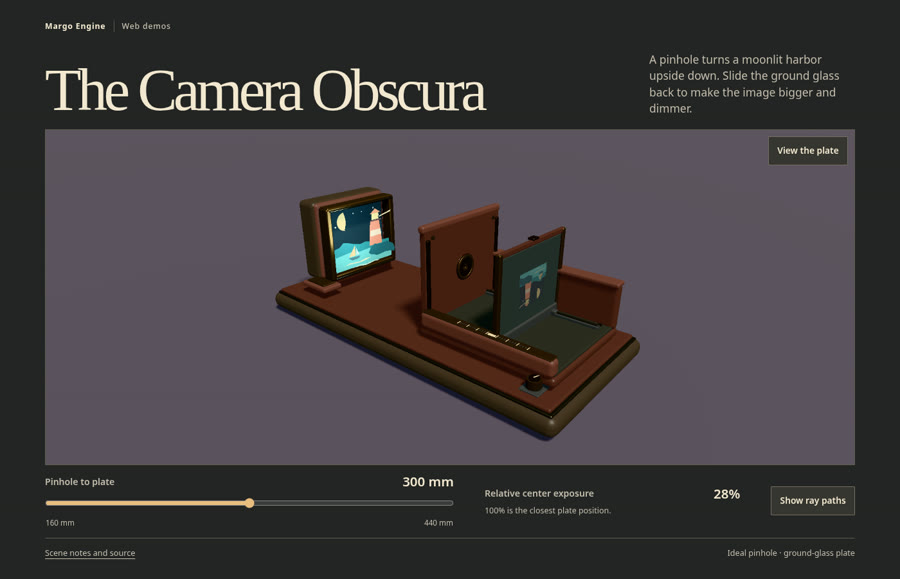 Margo Engine
Web demos
The Camera Obscura
A pinhole turns a moonlit harbor
upside down. Slide the ground glass
back to make the image bigger and
dimmer.
View the plate
Pinhole to plate
300 mm
160 mm
440 mm
Relative center exposure
28%
100% is the closest plate position.
Show ray paths
Scene notes and source
Ideal pinhole · ground-glass plate